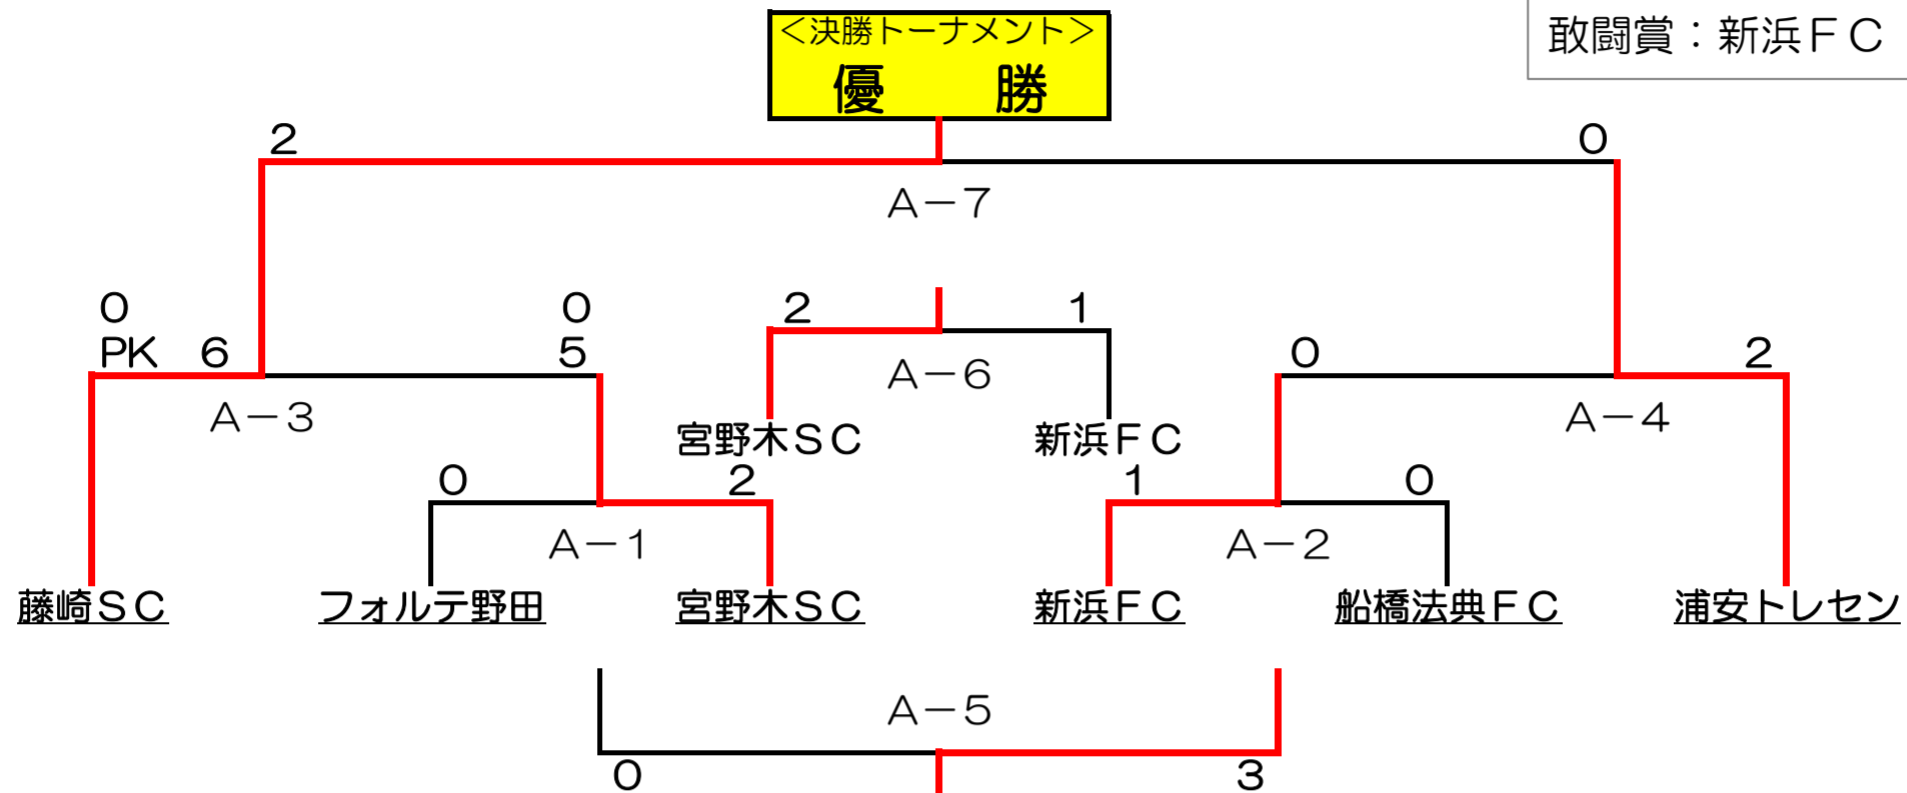 ＜決勝トーナメント＞
優　勝
敢闘賞：新浜ＦＣ
2
0
A－7
0
0
2
1
PK 6
5
0
2
A－6
A－3
A－4
宮野木ＳＣ
新浜ＦＣ
0
2
1
0
A－1
A－2
藤崎ＳＣ
フォルテ野田
宮野木ＳＣ
新浜ＦＣ
船橋法典ＦＣ
浦安トレセン
A－5
0
3